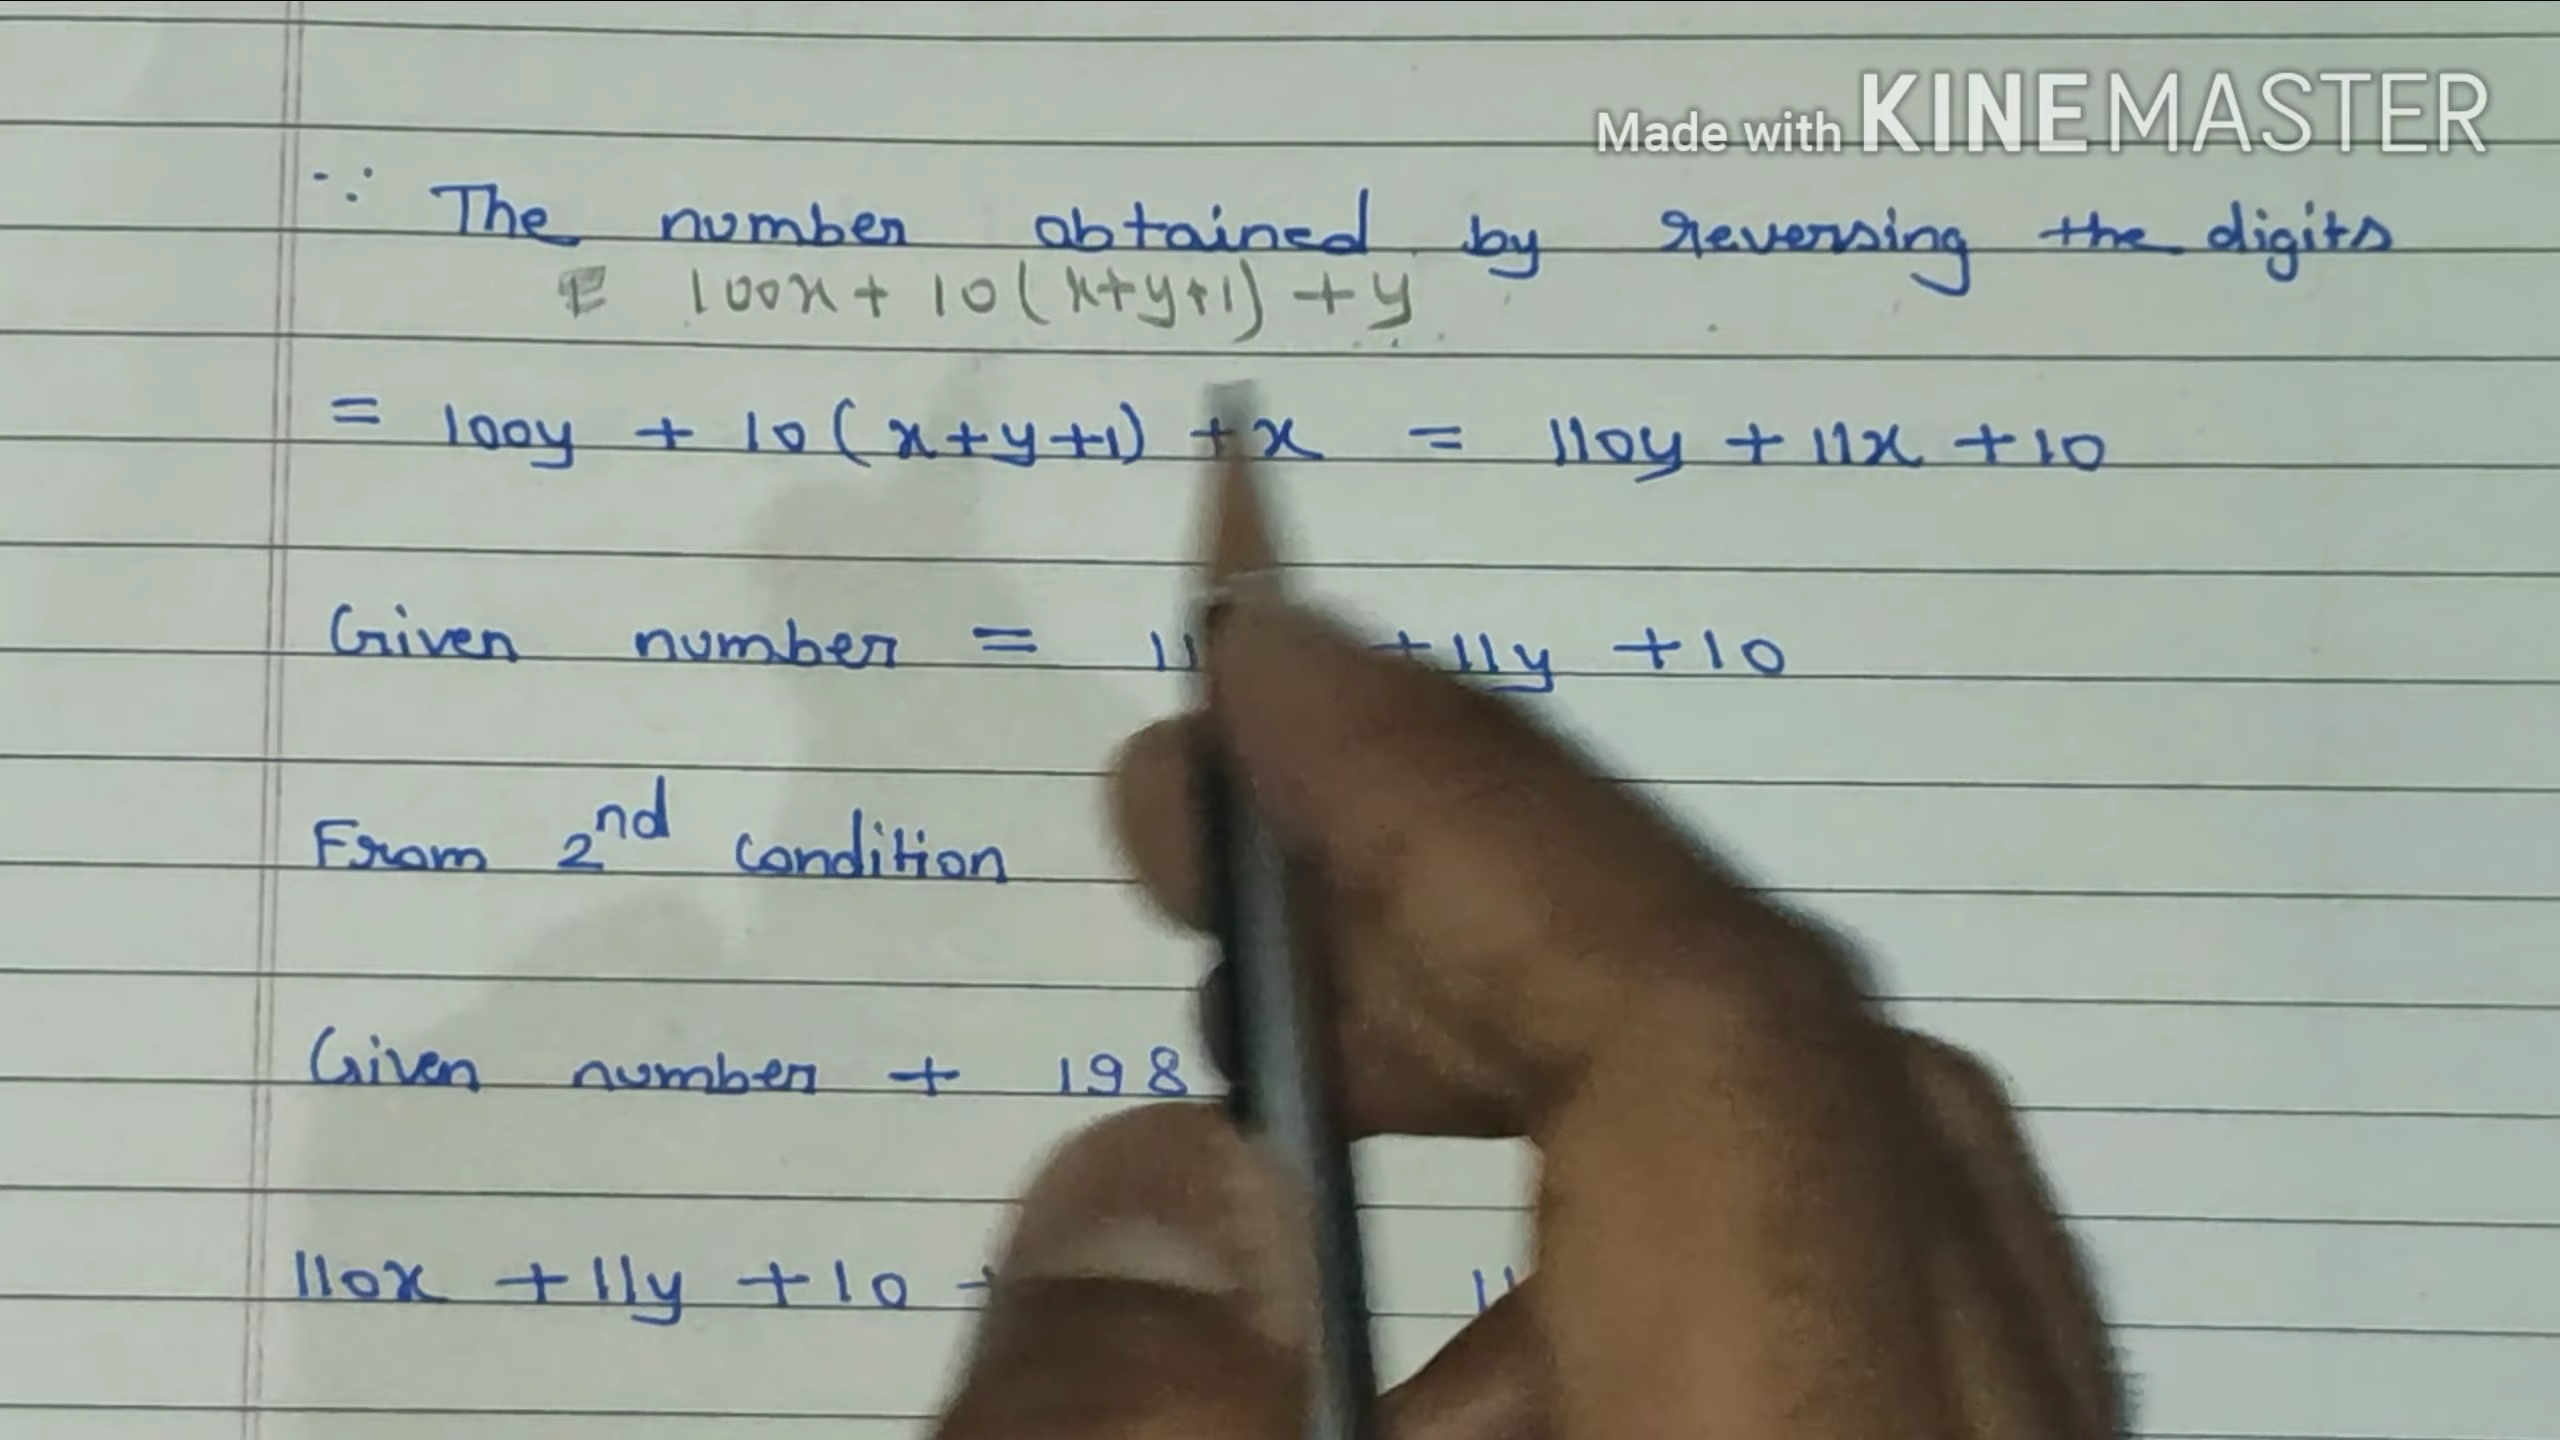 Made with KINEMASTER
∵ The number obtained by reversing the digits
= 100x + 10(x+y+1) + y
= 100y + 10(x+y+1) + x = 110y + 11x + 10
Given number = 11 + 11y + 10
From 2nd condition
Given number + 198
110x + 11y + 10